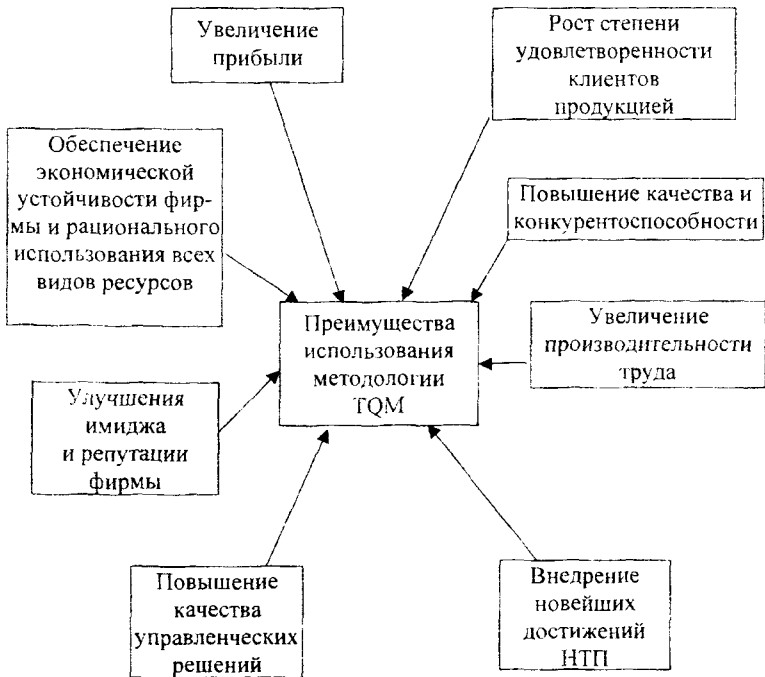 Увеличение
прибыли
Рост степени
удовлетворенности
клиентов
продукцией
Обеспечение
экономической
устойчивости фир-
мы и рационального
использования всех
видов ресурсов
Повышение качества и
конкурентоспособности
Преимущества
использования
методологии
TQM
Увеличение
производительности
труда
Улучшения
имиджа
и репутации
фирмы
Повышение
качества
управленческих
решений
Внедрение
новейших
достижений
НТП